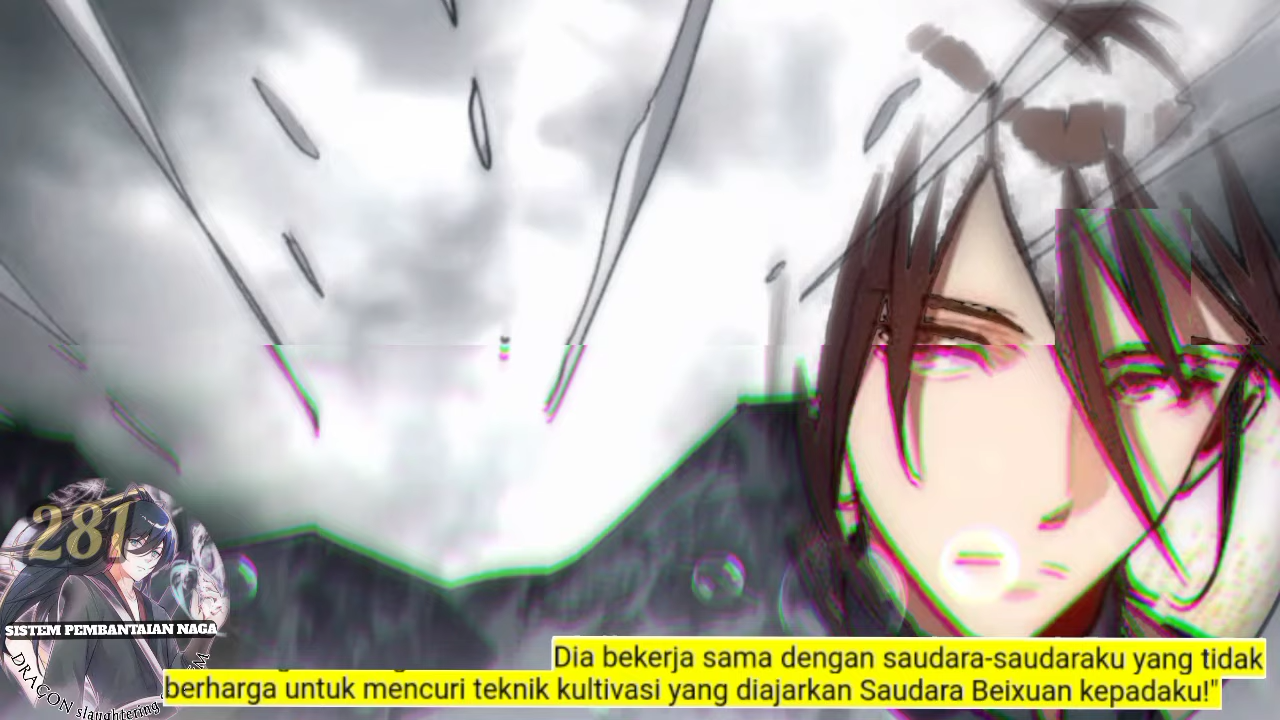 281
SISTEM PEMBANTAIAN NAGA
DRAGON slaughtering
Dia bekerja sama dengan saudara-saudaraku yang tidak
berharga untuk mencuri teknik kultivasi yang diajarkan Saudara Beixuan kepadaku!"